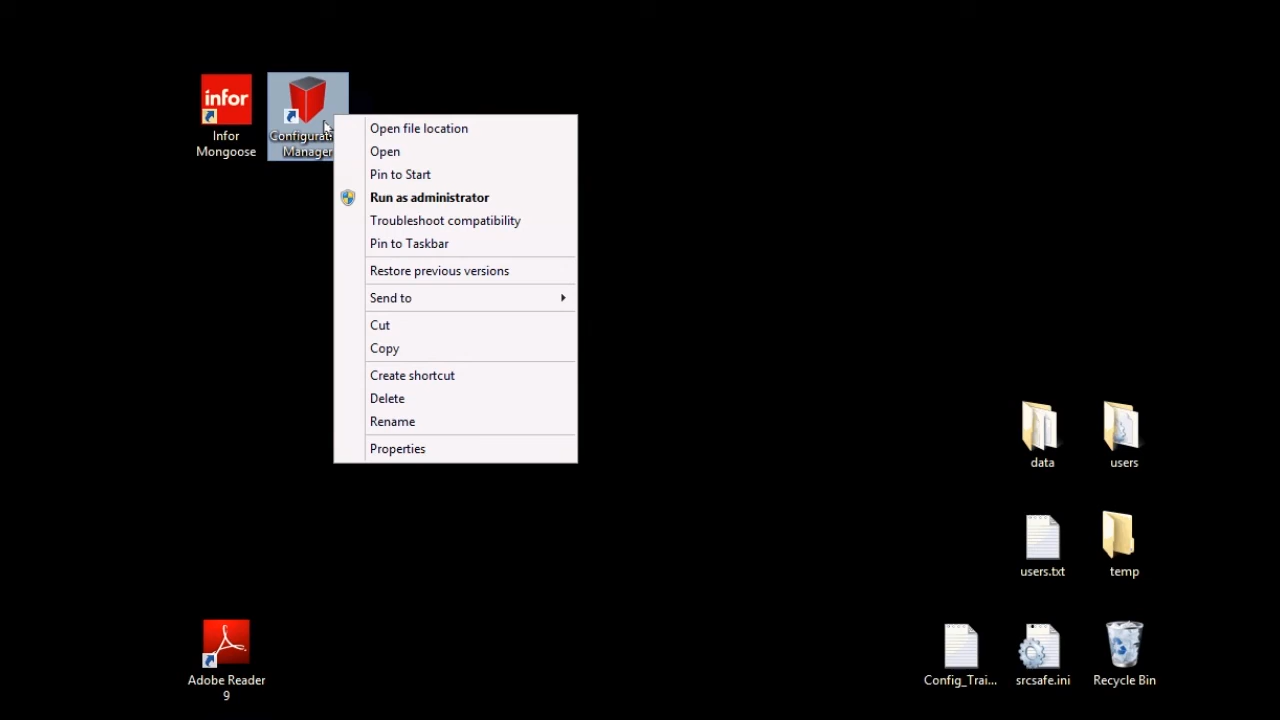 infor
Infor
Mongoose
Configurat
Manager
Open file location
Open
Pin to Start
Run as administrator
Troubleshoot compatibility
Pin to Taskbar
Restore previous versions
Send to
Cut
Copy
Create shortcut
Delete
Rename
Properties
data
users
users.txt
temp
Adobe Reader
9
Config_Trai...
srcsafe.ini
Recycle Bin